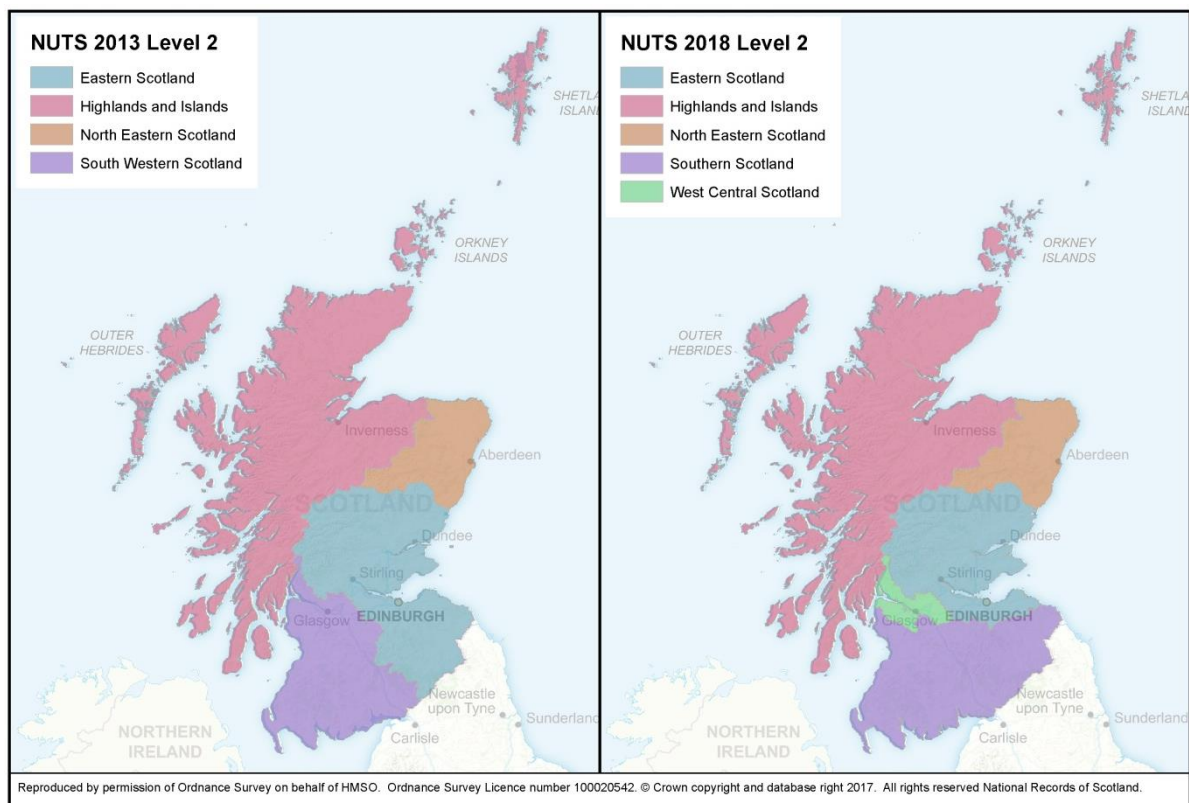 NUTS 2013 Level 2
Eastern Scotland
Highlands and Islands
North Eastern Scotland
South Western Scotland
SHETLAND
ISLAND
ORKNEY
ISLANDS
OUTER
HEBRIDES
Inverness
Aberdeen
SCOTLAND
Dundee
Stirling
EDINBURGH
Glasgow
Newcastle
upon Tyne
Sunderland
Carlisle
NORTHERN
IRELAND
NUTS 2018 Level 2
Eastern Scotland
Highlands and Islands
North Eastern Scotland
Southern Scotland
West Central Scotland
SHETLAND
ISLAND
ORKNEY
ISLANDS
OUTER
HEBRIDES
Inverness
Aberdeen
SCOTLAND
Dundee
Stirling
EDINBURGH
Glasgow
Newcastle
upon Tyne
Sunderland
Carlisle
NORTHERN
IRELAND
Reproduced by permission of Ordnance Survey on behalf of HMSO. Ordnance Survey Licence number 100020542. © Crown copyright and database right 2017. All rights reserved National Records of Scotland.